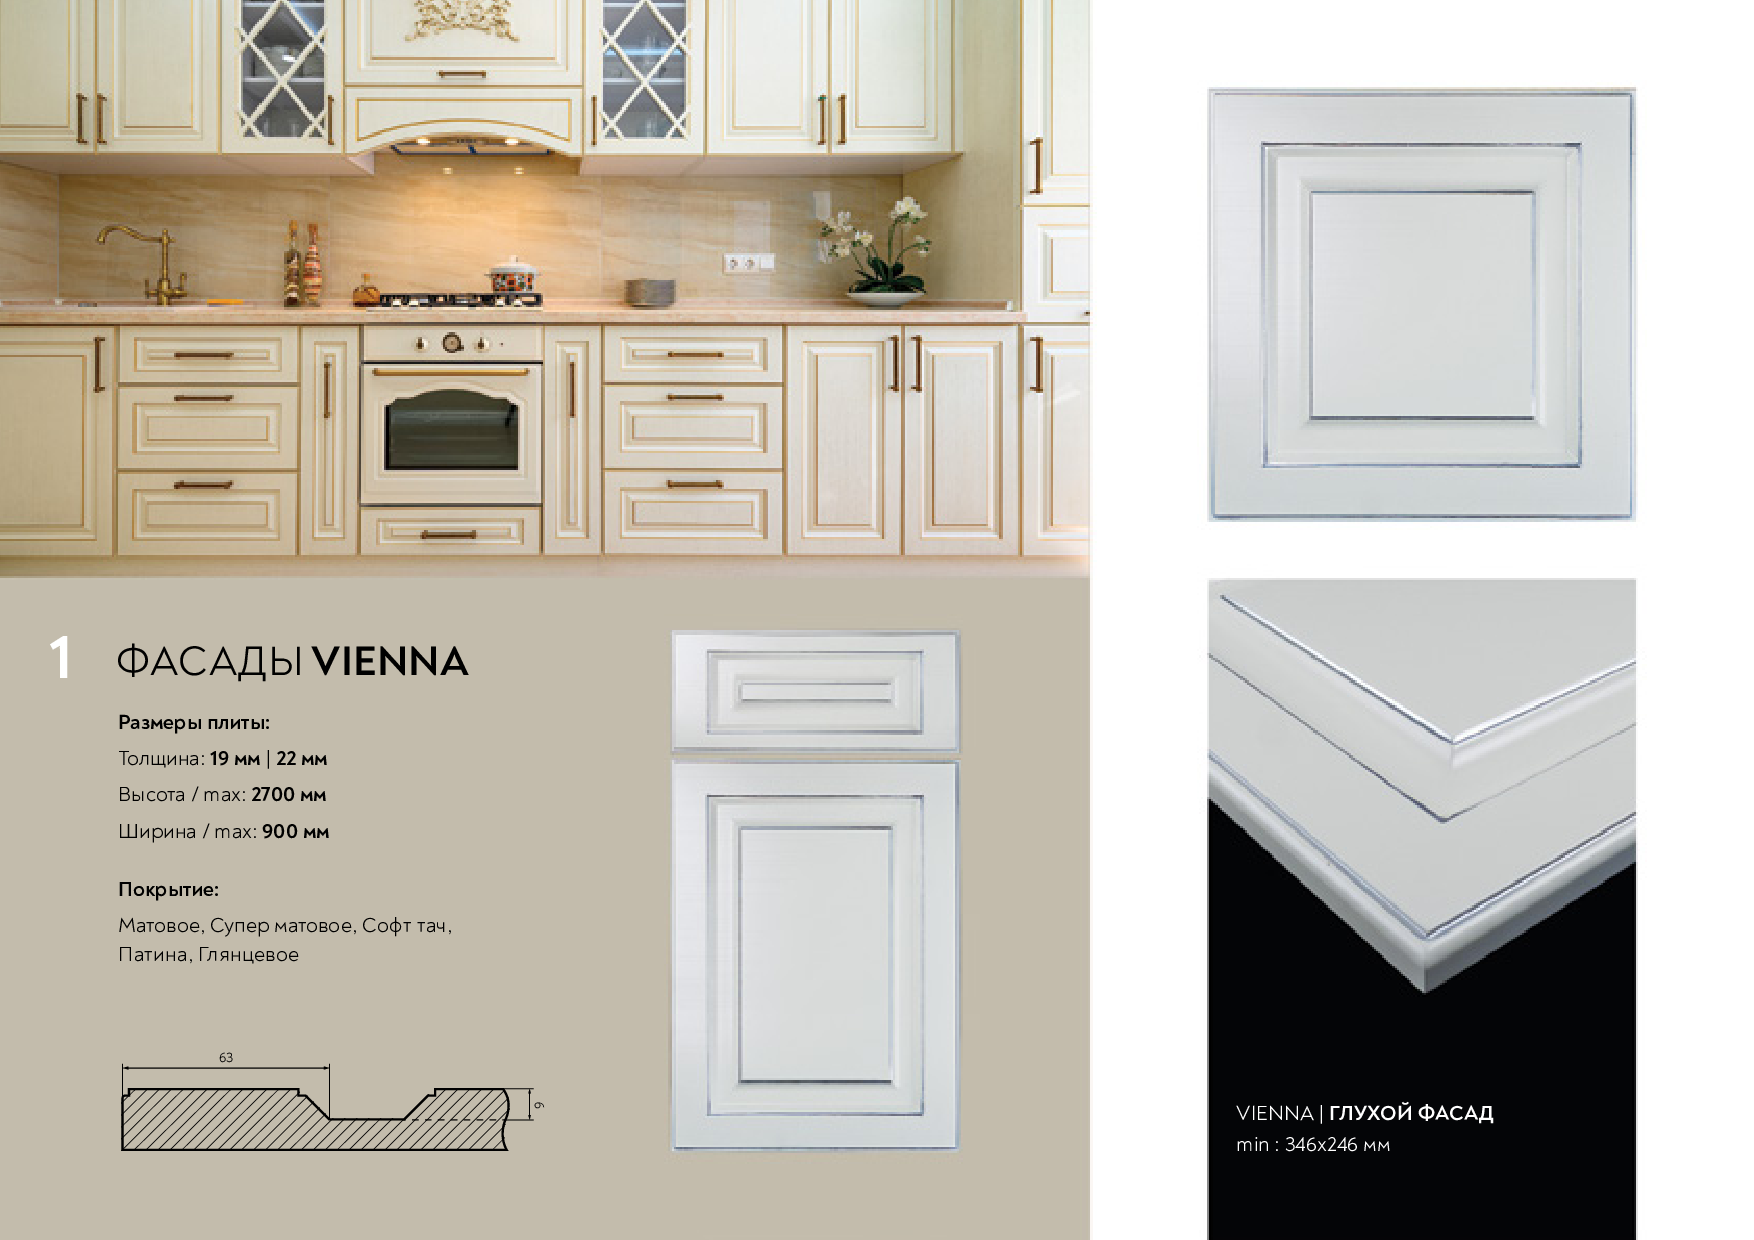 1 ФАСАДЫ VIENNA
Размеры плиты:
Толщина: 19 мм | 22 мм
Высота / max: 2700 мм
Ширина / max: 900 мм
Покрытие:
Матовое, Супер матовое, Софт тач,
Патина, Глянцевое
63
9
VIENNA | ГЛУХОЙ ФАСАД
min : 346x246 мм